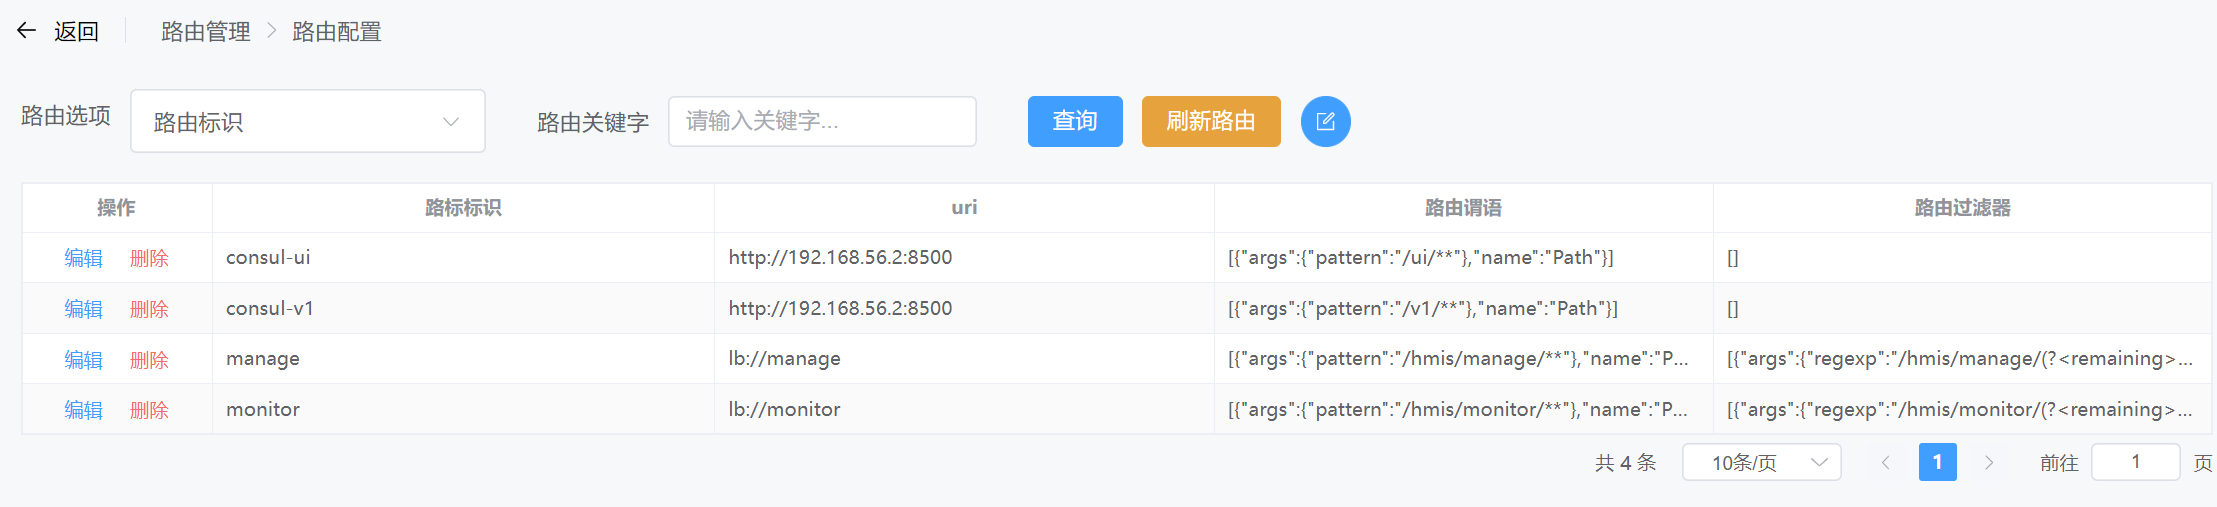 返回 路由管理 > 路由配置
路由选项 路由标识 路由关键字 请输入关键字... 查询 刷新路由
操作 路标标识 uri 路由谓语 路由过滤器
编辑 删除 consul-ui http://192.168.56.2:8500 [{"args":{"pattern":"/ui/**"},"name":"Path"}] []
编辑 删除 consul-v1 http://192.168.56.2:8500 [{"args":{"pattern":"/v1/**"},"name":"Path"}] []
编辑 删除 manage lb://manage [{"args":{"pattern":"/hmis/manage/**"},"name":"P... [{"args":{"regexp":"/hmis/manage/(?<remaining>...
编辑 删除 monitor lb://monitor [{"args":{"pattern":"/hmis/monitor/**"},"name":"P... [{"args":{"regexp":"/hmis/monitor/(?<remaining>...
共 4 条 10条/页 1 前往 1 页